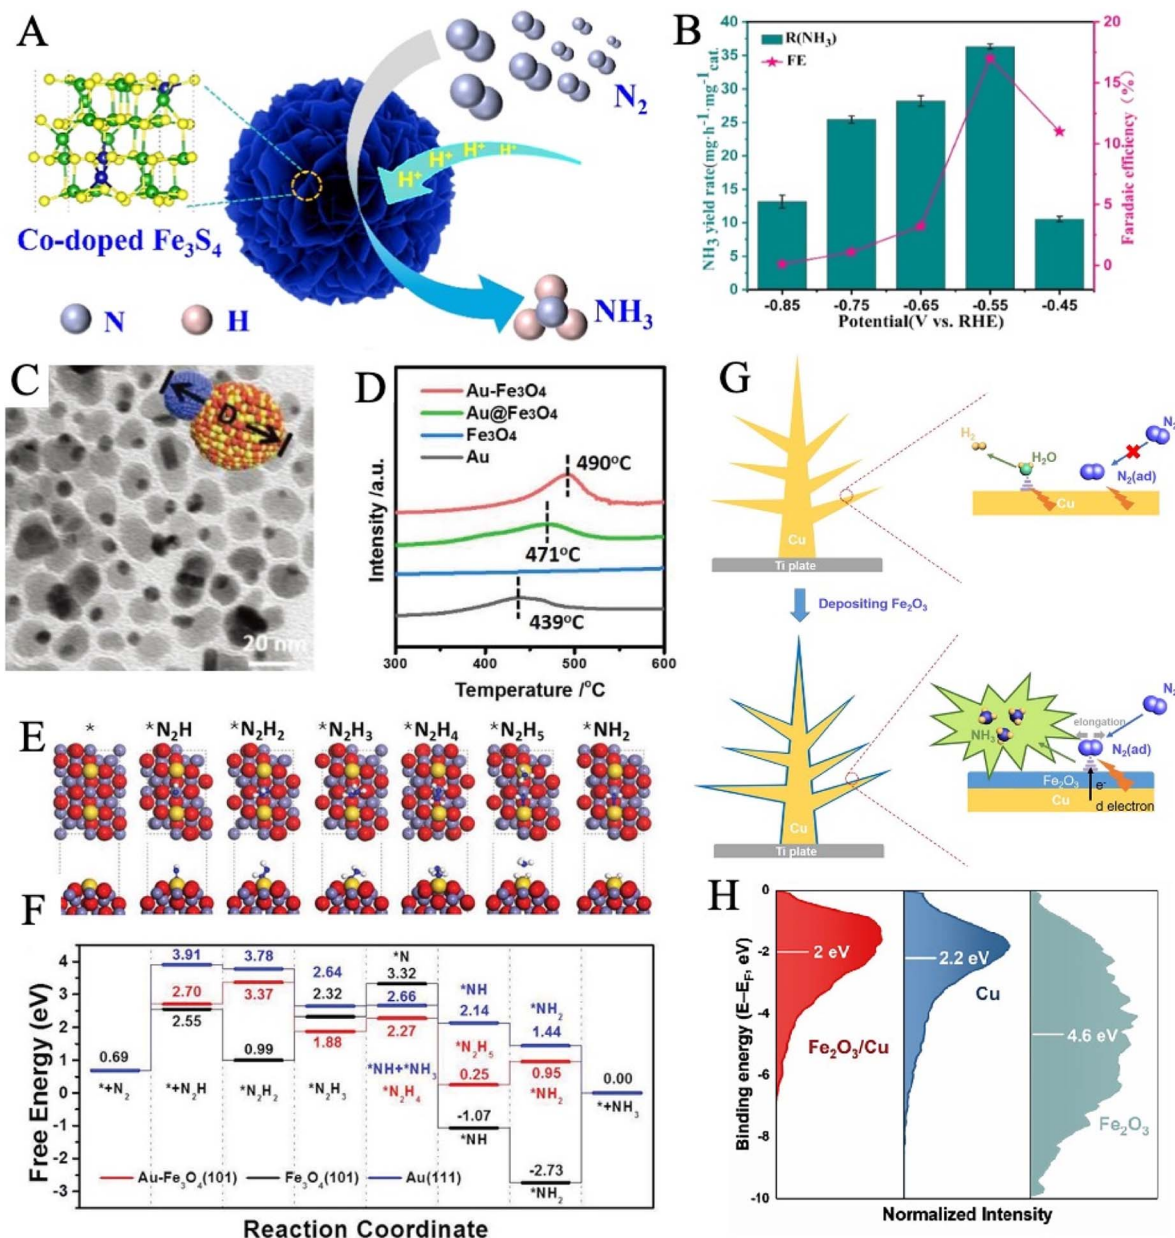 A
N₂
H⁺ H⁺ H⁺
H⁺
Co-doped Fe₃S₄
N
H
NH₃
B
R(NH₃)
FE
NH₃ yield rate(mg·h⁻¹·mg⁻¹cat.
40
35
30
25
20
15
10
5
0
20
15
10
5
0
Faradaic efficiency (%)
-0.85
-0.75
-0.65
-0.55
-0.45
Potential(V vs. RHE)
C
D
20 nm
D
Au-Fe₃O₄
Au@Fe₃O₄
Fe₃O₄
Au
490°C
471°C
439°C
Intensity /a.u.
300
400
500
600
Temperature /°C
G
Cu
Ti plate
H₂
H₂O
N₂
N₂(ad)
Cu
Depositing Fe₂O₃
Cu
Ti plate
NH₃
elongation
N₂
N₂(ad)
Fe₂O₃
e⁻
Cu
d electron
E
*
*N₂H
*N₂H₂
*N₂H₃
*N₂H₄
*N₂H₅
*NH₂
F
Free Energy (eV)
4
3
2
1
0
-1
-2
-3
0.69
*+N₂
3.91
2.70
2.55
*+N₂H
3.78
3.37
0.99
*N₂H₂
2.64
2.32
1.88
*N₂H₃
*N
3.32
2.66
2.27
*NH+*NH₃
*N₂H₄
*NH
2.14
*N₂H₅
0.25
-1.07
*NH
*NH₂
1.44
0.95
*NH₂
-2.73
*NH₂
0.00
*+NH₃
Au-Fe₃O₄(101)
Fe₃O₄(101)
Au(111)
Reaction Coordinate
H
Binding energy (E–E_F, eV)
0
-2
-4
-6
-8
-10
2 eV
Fe₂O₃/Cu
2.2 eV
Cu
4.6 eV
Fe₂O₃
Normalized Intensity